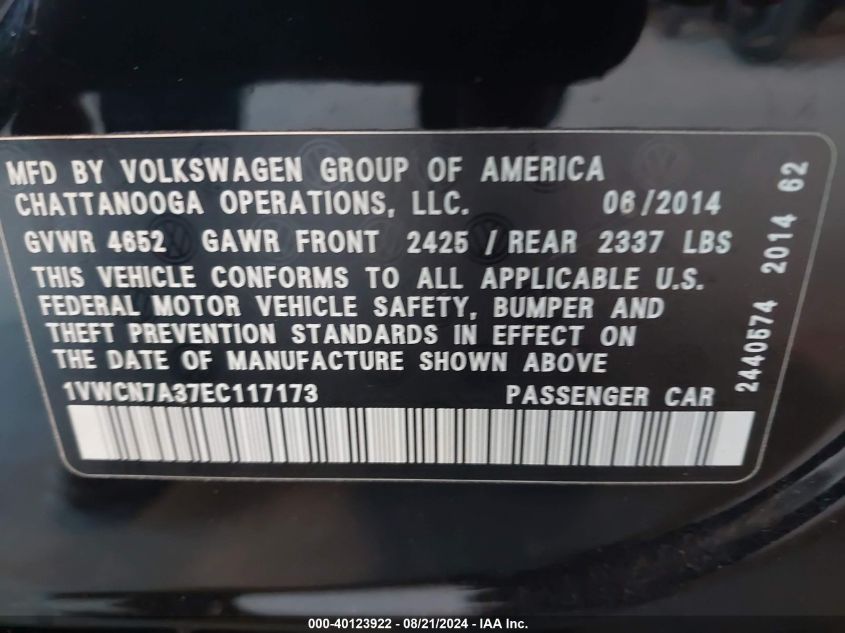 MFD BY VOLKSWAGEN GROUP OF AMERICA
CHATTANOOGA OPERATIONS, LLC. 06/2014
GVWR 4652 GAWR FRONT 2425 / REAR 2337 LBS
THIS VEHICLE CONFORMS TO ALL APPLICABLE U.S.
FEDERAL MOTOR VEHICLE SAFETY, BUMPER AND
THEFT PREVENTION STANDARDS IN EFFECT ON
THE DATE OF MANUFACTURE SHOWN ABOVE
1VWCN7A37EC117173 PASSENGER CAR
2440574 2014 62
000-40123922 - 08/21/2024 - IAA Inc.